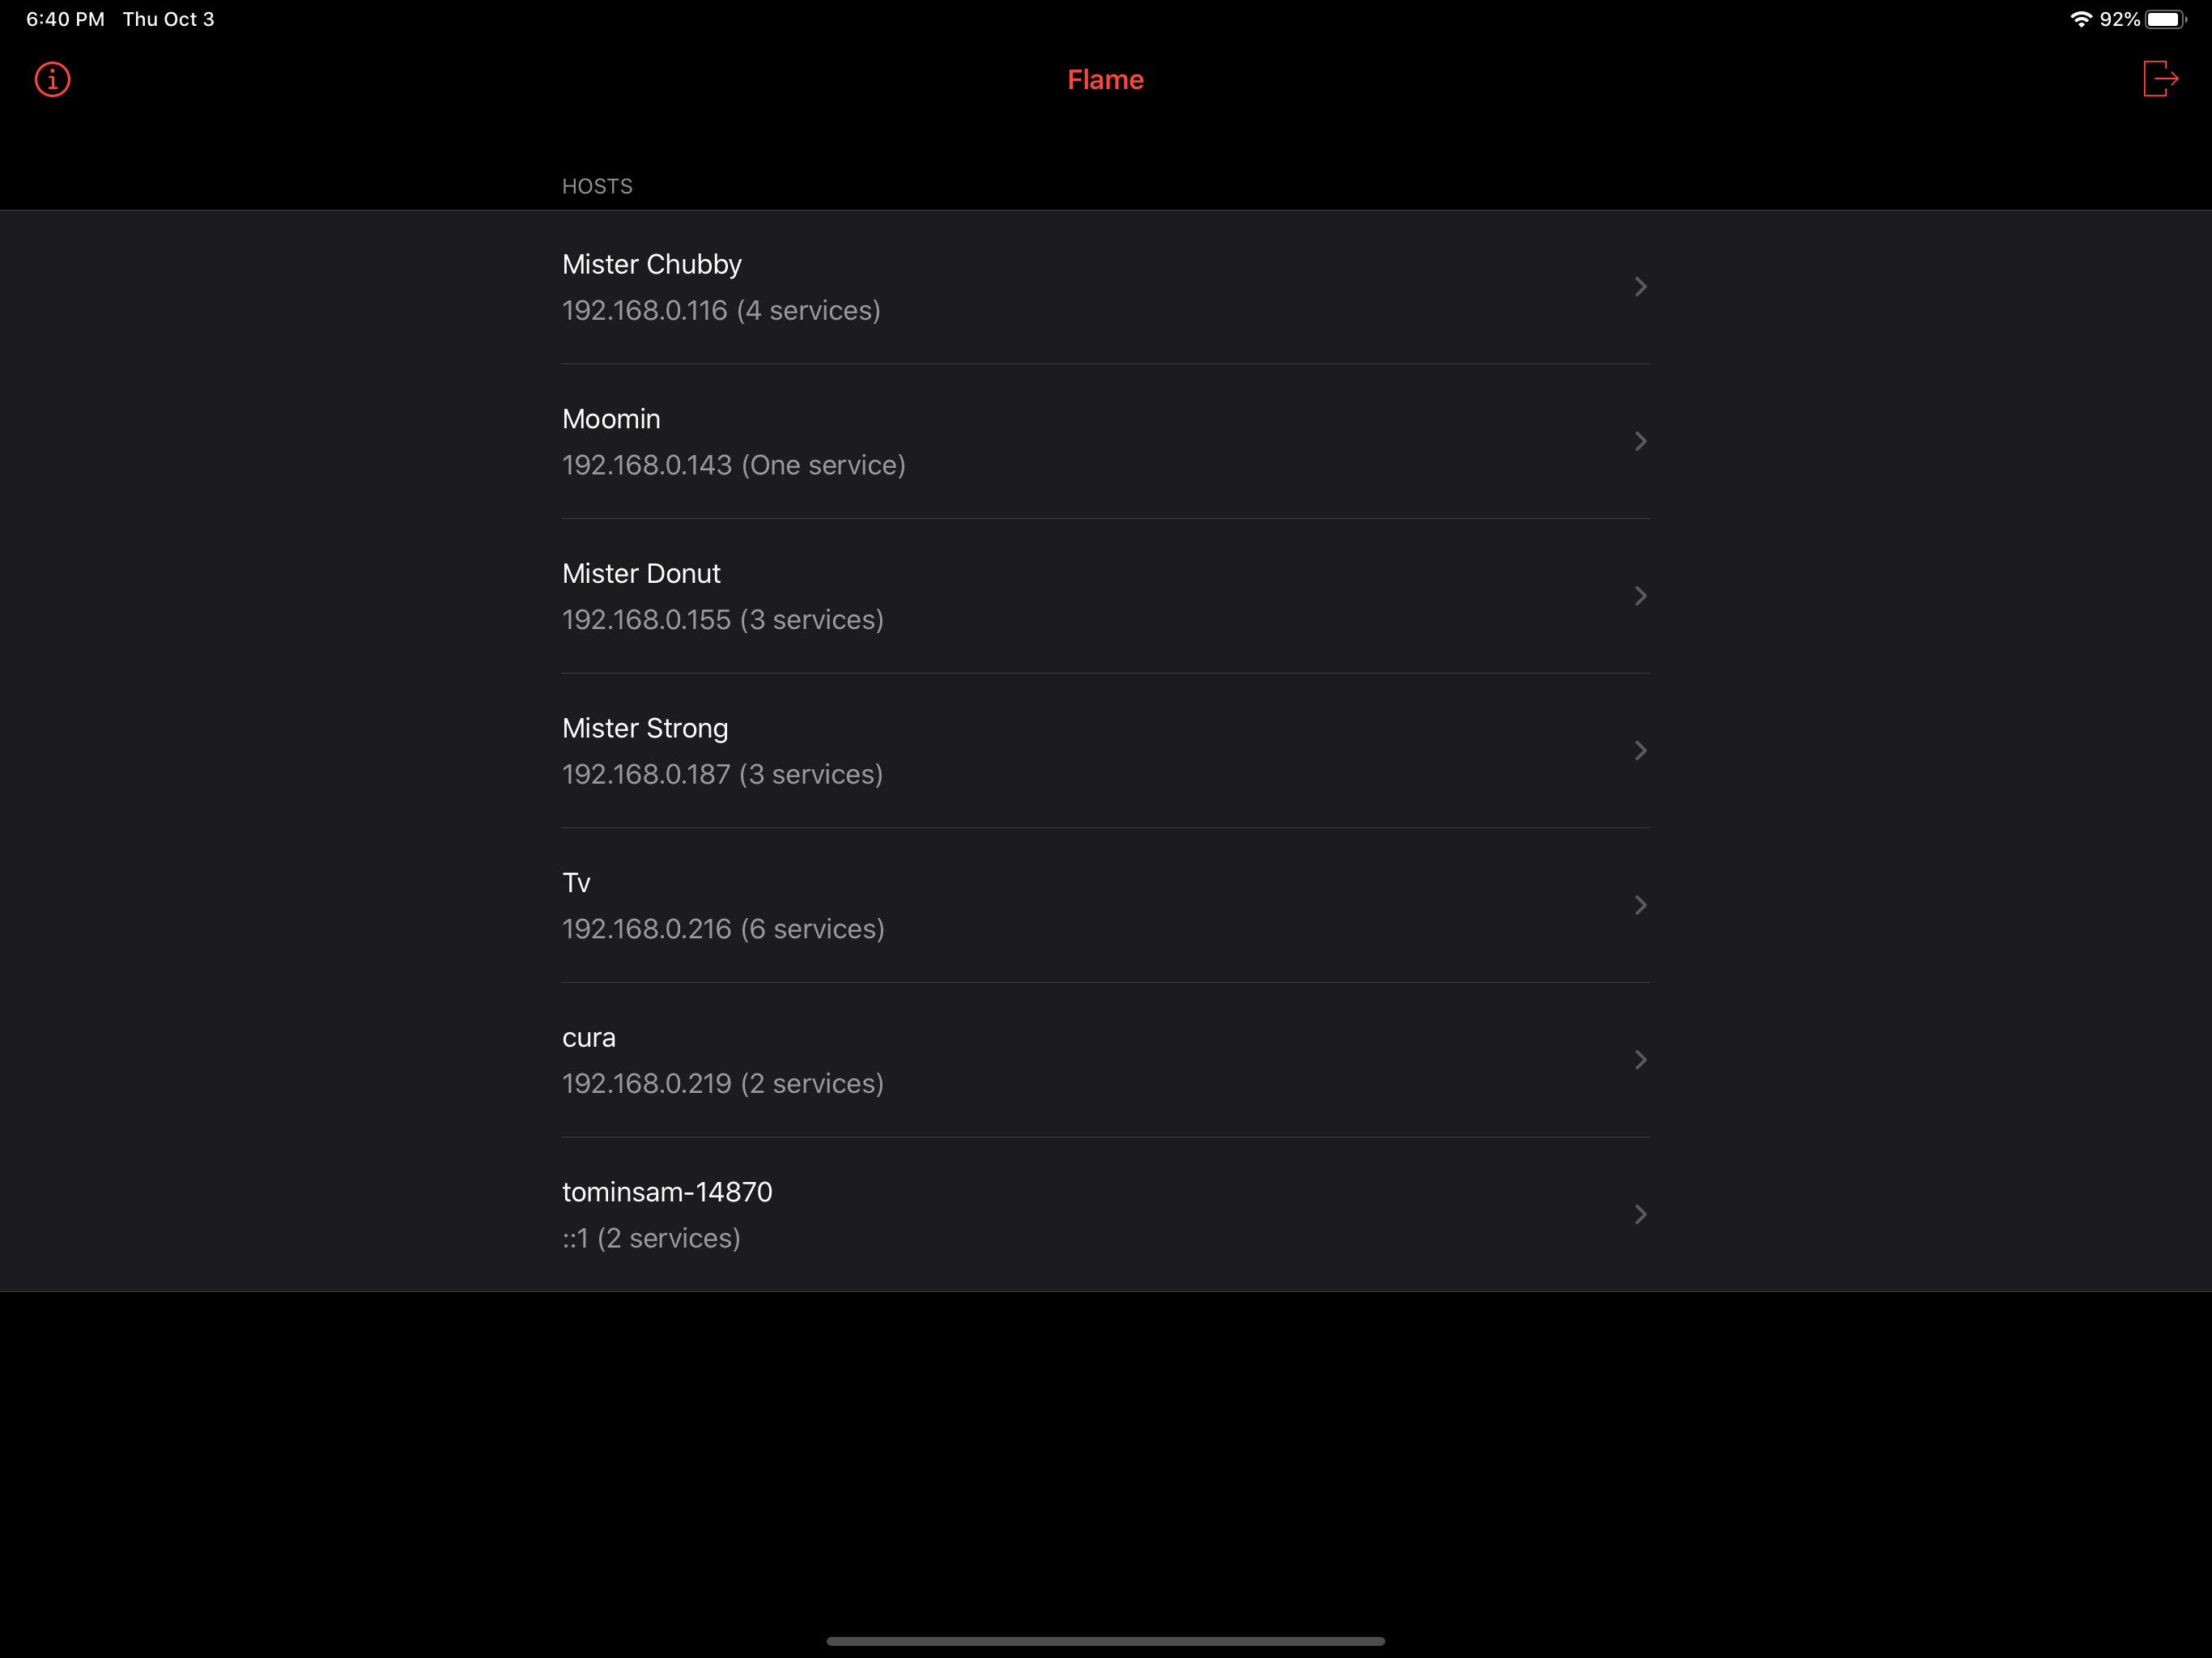 6:40 PM Thu Oct 3
92%
Flame
HOSTS
Mister Chubby
192.168.0.116 (4 services)
Moomin
192.168.0.143 (One service)
Mister Donut
192.168.0.155 (3 services)
Mister Strong
192.168.0.187 (3 services)
Tv
192.168.0.216 (6 services)
cura
192.168.0.219 (2 services)
tominsam-14870
::1 (2 services)